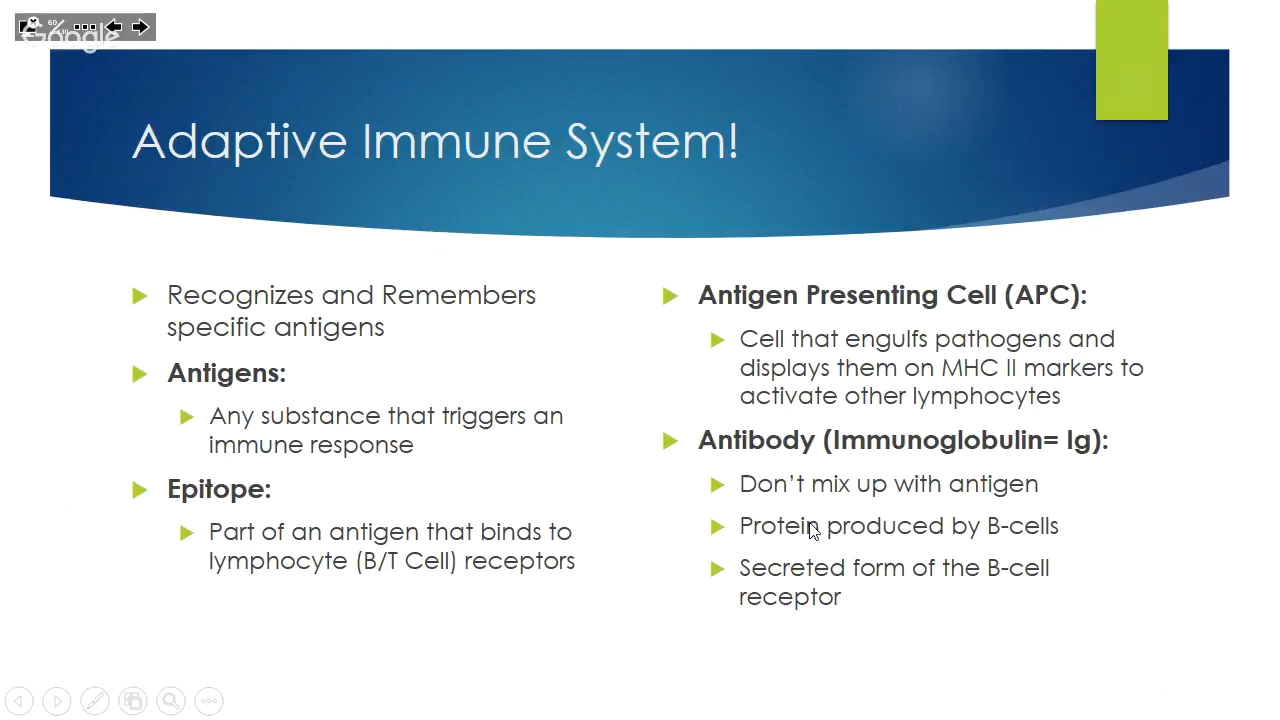 60
Google
Adaptive Immune System!
Recognizes and Remembers
specific antigens
Antigens:
Any substance that triggers an
immune response
Epitope:
Part of an antigen that binds to
lymphocyte (B/T Cell) receptors
Antigen Presenting Cell (APC):
Cell that engulfs pathogens and
displays them on MHC II markers to
activate other lymphocytes
Antibody (Immunoglobulin= Ig):
Don’t mix up with antigen
Protein produced by B-cells
Secreted form of the B-cell
receptor